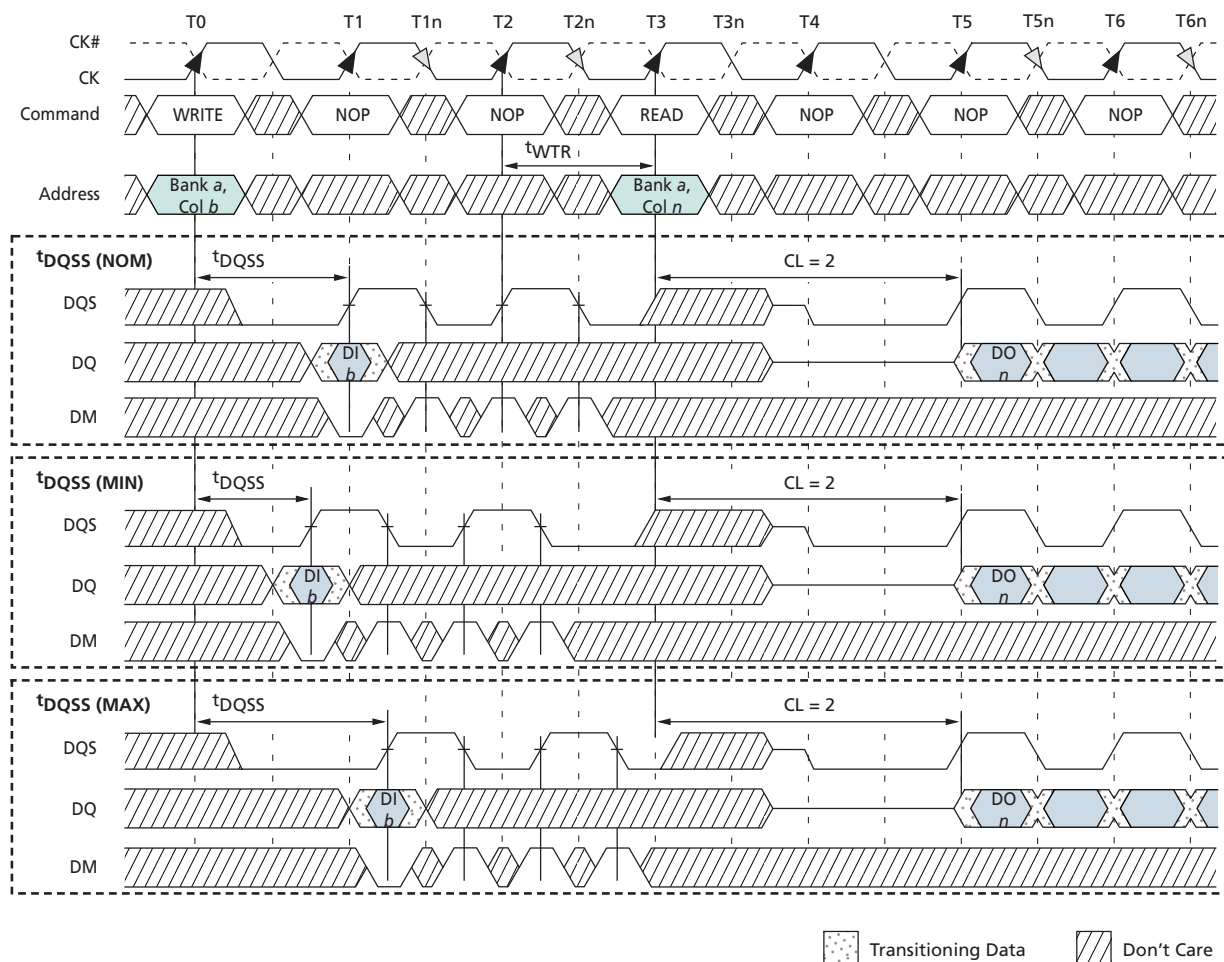 T0 T1 T1n T2 T2n T3 T3n T4 T5 T5n T6 T6n
CK#
CK
Command WRITE NOP NOP READ NOP NOP NOP
tWTR
Address Bank a, Col b Bank a, Col n
tDQSS (NOM) tDQSS CL = 2
DQS
DQ DI b DO n
DM
tDQSS (MIN) tDQSS CL = 2
DQS
DQ DI b DO n
DM
tDQSS (MAX) tDQSS CL = 2
DQS
DQ DI b DO n
DM
Transitioning Data Don't Care